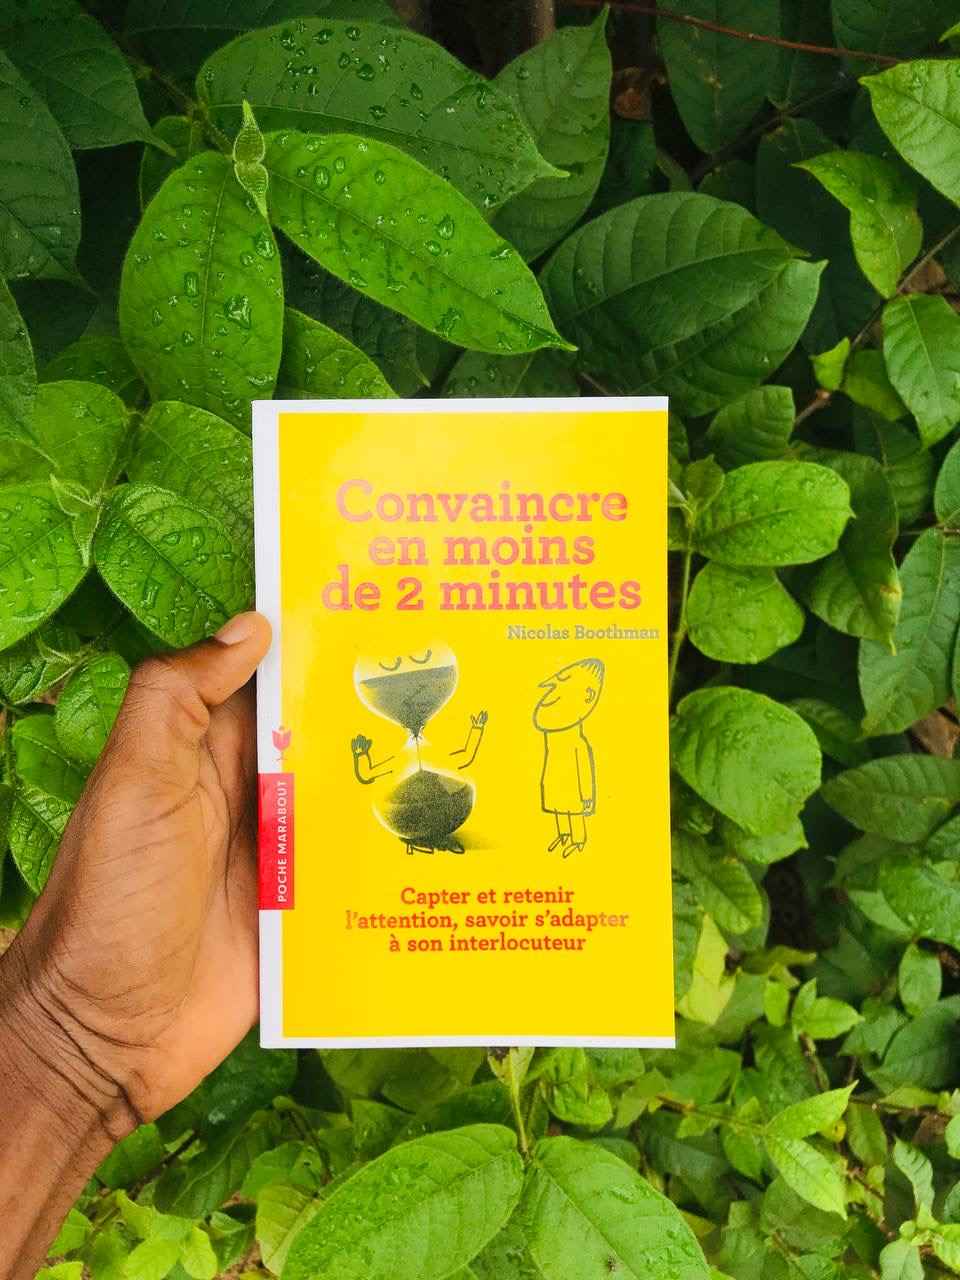 Convaincre
en moins
de 2 minutes
Nicolas Boothman
POCHE MARABOUT
Capter et retenir
l'attention, savoir s'adapter
à son interlocuteur